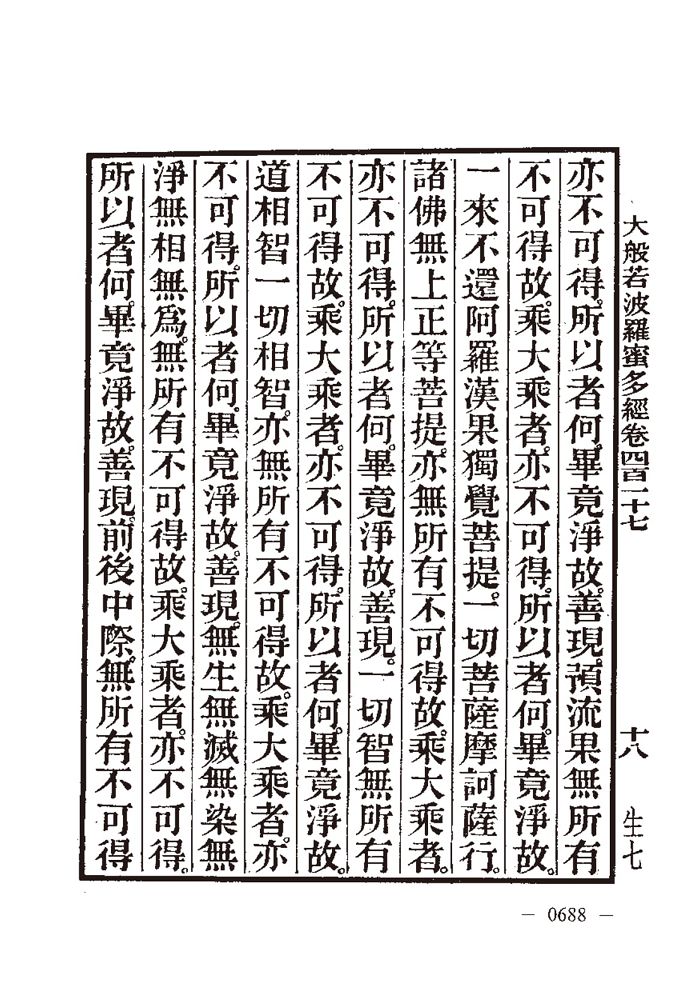 大般若波羅蜜多經卷四百一十七　十八　生七
亦不可得。所以者何。畢竟淨故。善現。預流果無所有
不可得故。乘大乘者。亦不可得。所以者何。畢竟淨故。
一來不還阿羅漢果獨覺菩提。一切菩薩摩訶薩行。
諸佛無上正等菩提。亦無所有不可得故。乘大乘者。
亦不可得。所以者何。畢竟淨故。善現。一切智無所有
不可得故。乘大乘者。亦不可得。所以者何。畢竟淨故。
道相智一切相智。亦無所有不可得故。乘大乘者。亦
不可得。所以者何。畢竟淨故。善現。無生無滅無染無
淨無相無爲。無所有不可得故。乘大乘者。亦不可得。
所以者何。畢竟淨故。善現。前後中際。無所有不可得
— 0688 —